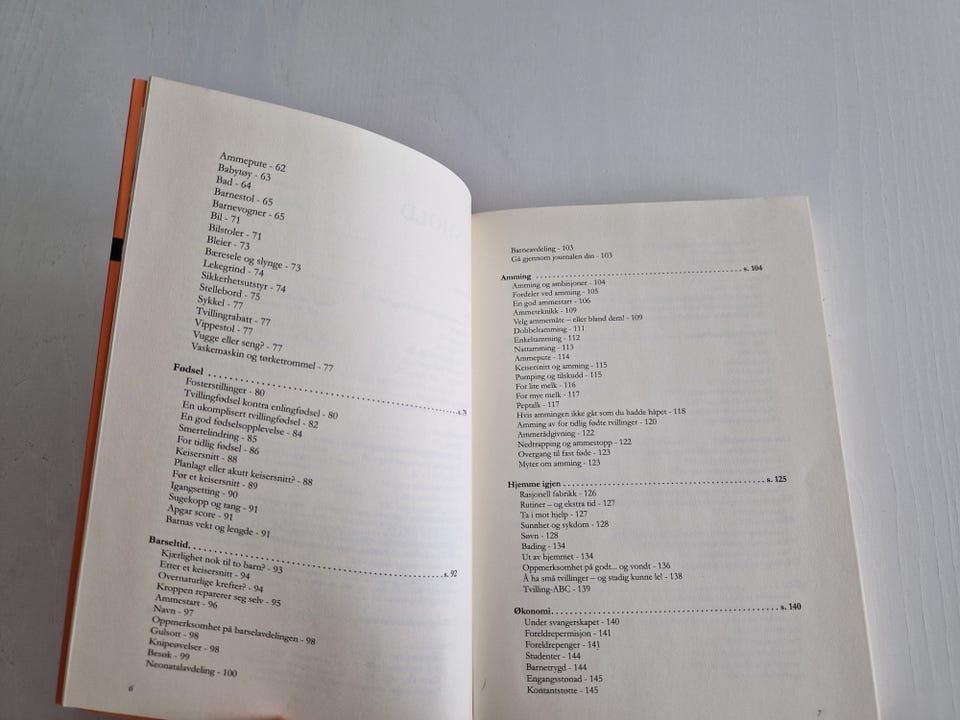 Ammepute - 62
Babytøy - 63
Bad - 64
Barnestol - 65
Barnevogner - 65
Bil - 71
Bilstoler - 71
Bleier - 73
Bæresele og slynge - 73
Lekegrind - 74
Sikkerhetsutstyr - 74
Stellebord - 75
Sykkel - 77
Tvillingrabatt - 77
Vippestol - 77
Vugge eller seng? - 77
Vaskemaskin og tørketrommel - 77
Fødsel
Fosterstillinger - 80
Tvillingfødsel kontra enlingfødsel - 80
En ukomplisert tvillingfødsel - 82
En god fødselsopplevelse - 84
Smertelindring - 85
For tidlig fødsel - 86
Keisersnitt - 88
Planlagt eller akutt keisersnitt? - 88
Før et keisersnitt - 89
Igangsetting - 90
Sugekopp og tang - 91
Apgar score - 91
Barnas vekt og lengde - 91
Barseltid. s. 92
Kjærlighet nok til to barn? - 93
Etter et keisersnitt - 94
Overnaturlige krefter? - 94
Kroppen reparerer seg selv - 95
Ammestart - 96
Navn - 97
Oppmerksomhet på barselavdelingen - 98
Gulsott - 98
Knipeøvelser - 98
Besøk - 99
Neonatalavdeling - 100
6
Barneavdeling - 103
Gå gjennom journalen din - 103
Amming s. 104
Amming og ambisjoner - 104
Fordeler ved amming - 105
En god ammestart - 106
Ammeteknikk - 109
Velg ammemåte – eller bland dem! - 109
Dobbeltamming - 111
Enkeltamming - 112
Nattamming - 113
Ammepute - 114
Keisersnitt og amming - 115
Pumping og tilskudd - 115
For lite melk - 116
For mye melk - 117
Peptalk - 117
Hvis ammingen ikke går som du hadde håpet - 118
Amming av for tidlig fødte tvillinger - 120
Ammerådgivning - 122
Nedtrapping og ammestopp - 122
Overgang til fast føde - 123
Myter om amming - 123
Hjemme igjen s. 125
Rasjonell fabrikk - 126
Rutiner – og ekstra tid - 127
Ta i mot hjelp - 127
Sunnhet og sykdom - 128
Søvn - 128
Bading - 134
Ut av hjemmet - 134
Oppmerksomhet på godt... og vondt - 136
Å ha små tvillinger – og stadig kunne le! - 138
Tvilling-ABC - 139
Økonomi s. 140
Under svangerskapet - 140
Foreldrepermisjon - 141
Foreldrepenger - 141
Studenter - 144
Barnetrygd - 144
Engangsstønad - 145
Kontantstøtte - 145
7